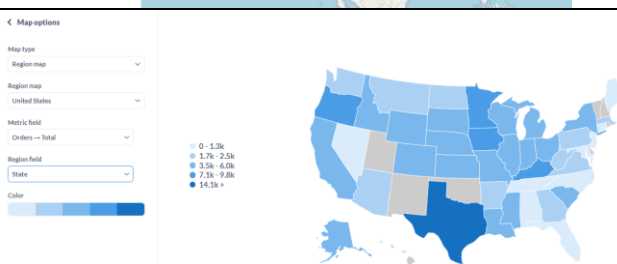 Map options
Map type
Region map
Region map
United States
Metric field
Orders → Total
Region field
State
Color
0 - 1.3k
1.7k - 2.5k
3.5k - 6.0k
7.1k - 9.8k
14.1k +